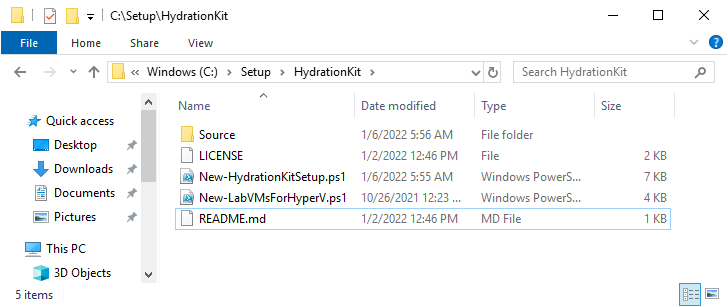 C:\Setup\HydrationKit
File Home Share View
Windows (C:) Setup HydrationKit
Search HydrationKit
Name Date modified Type Size
Quick access
Desktop
Downloads
Documents
Pictures
This PC
3D Objects
Source 1/6/2022 5:56 AM File folder
LICENSE 1/2/2022 12:46 PM File 2 KB
New-HydrationKitSetup.ps1 1/6/2022 5:55 AM Windows PowerS... 7 KB
New-LabVMsForHyperV.ps1 10/26/2021 12:23 ... Windows PowerS... 4 KB
README.md 1/2/2022 12:46 PM MD File 1 KB
5 items